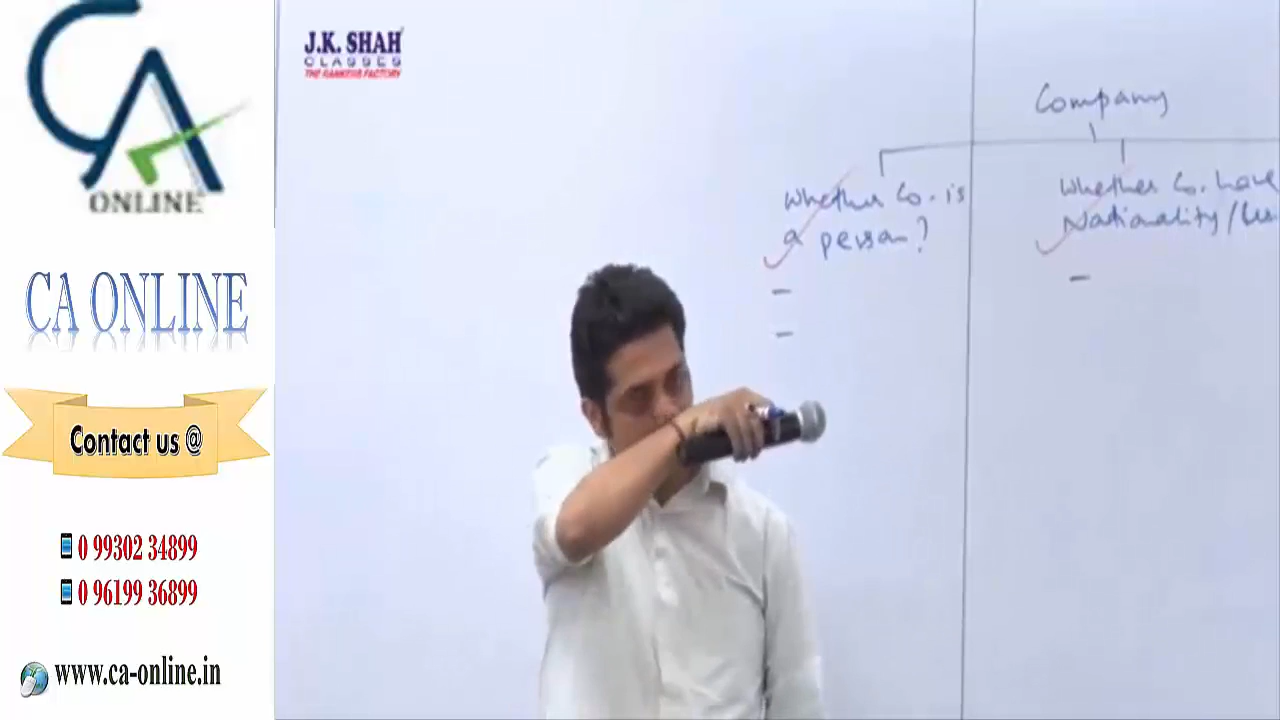 CA
ONLINE
CA ONLINE
Contact us @
0 99302 34899
0 96199 36899
www.ca-online.in
J.K. SHAH
CLASSES
THE RANKERS FACTORY
Company
Whether Co. is
a person?
Whether Co. have
Nationality/